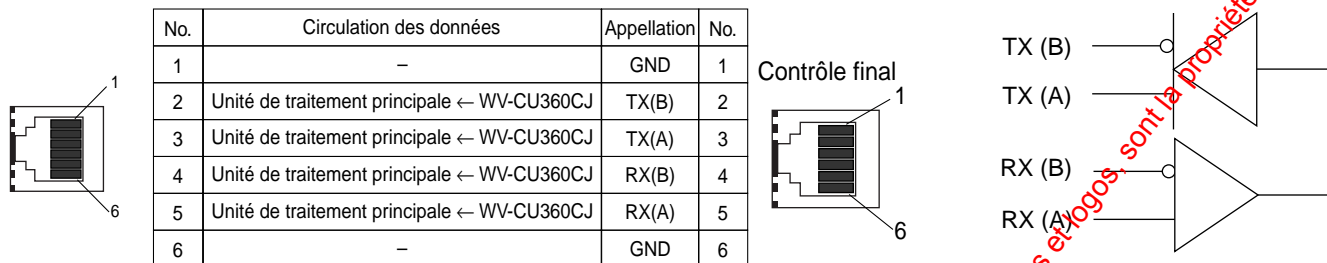 No. Circulation des données Appellation No.
1 – GND 1
2 Unité de traitement principale ← WV-CU360CJ TX(B) 2
3 Unité de traitement principale ← WV-CU360CJ TX(A) 3
4 Unité de traitement principale ← WV-CU360CJ RX(B) 4
5 Unité de traitement principale ← WV-CU360CJ RX(A) 5
6 – GND 6
1
6
Contrôle final
1
6
TX (B)
TX (A)
RX (B)
RX (A)
s et logos, sont la propriété